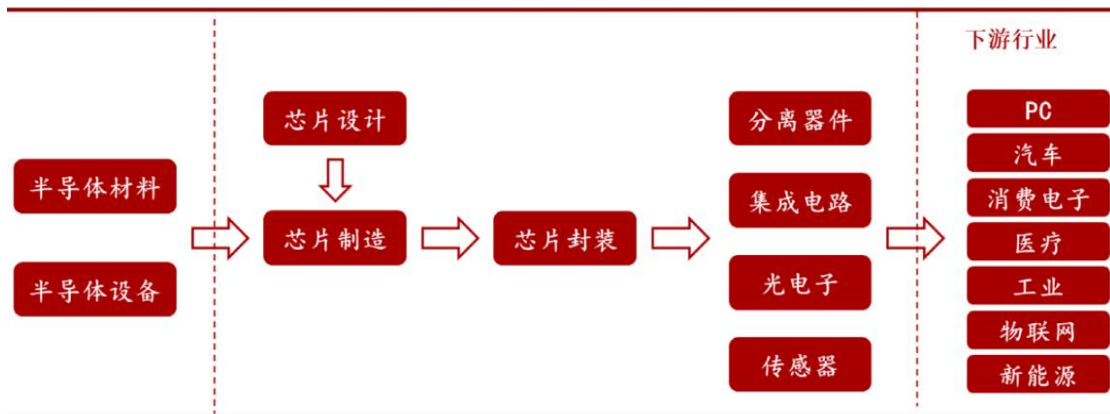 下游行业
半导体材料
半导体设备
芯片设计
芯片制造
芯片封装
分离器件
集成电路
光电子
传感器
PC
汽车
消费电子
医疗
工业
物联网
新能源